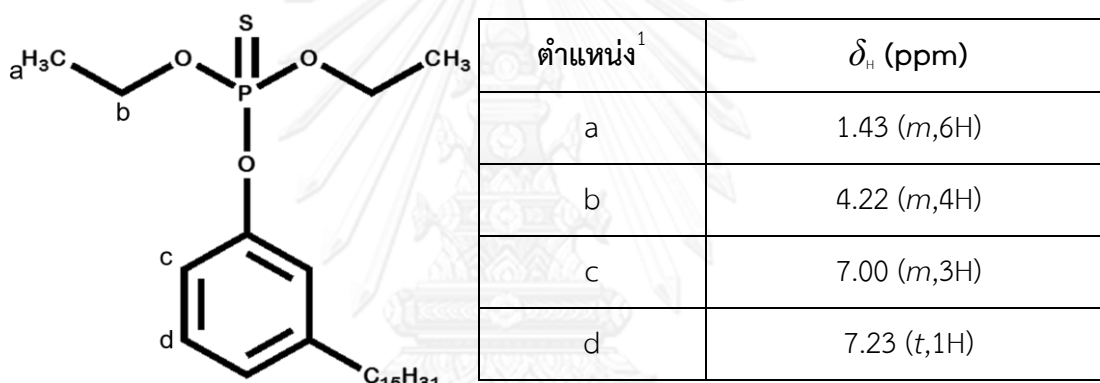 S
a H₃C O O CH₃
P
b
O
c
d
C₁₅H₃₁
ตำแหน่ง¹ δH (ppm)
a 1.43 (m,6H)
b 4.22 (m,4H)
c 7.00 (m,3H)
d 7.23 (t,1H)